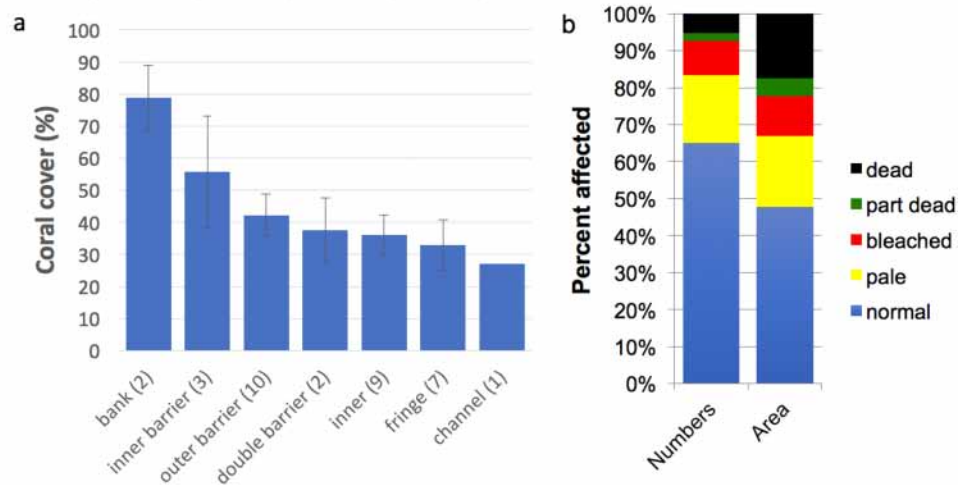 a
Coral cover (%)
100
90
80
70
60
50
40
30
20
10
0
bank (2)
inner barrier (3)
outer barrier (10)
double barrier (2)
inner (9)
fringe (7)
channel (1)
b
Percent affected
100%
90%
80%
70%
60%
50%
40%
30%
20%
10%
0%
Numbers
Area
dead
part dead
bleached
pale
normal